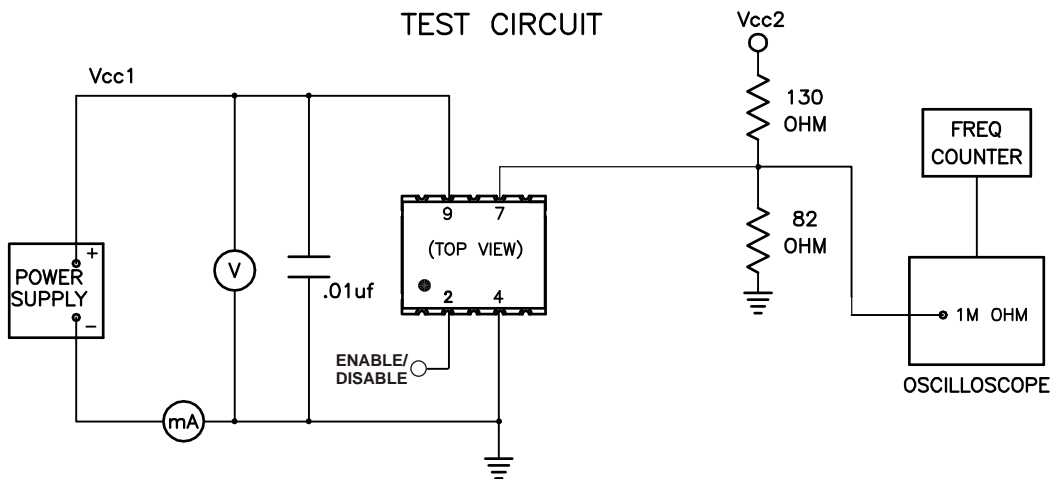 TEST CIRCUIT
Vcc1
Vcc2
130
OHM
FREQ
COUNTER
9 7
(TOP VIEW)
2 4
82
OHM
+
POWER
SUPPLY
−
V
.01uf
1M OHM
OSCILLOSCOPE
ENABLE/
DISABLE
mA